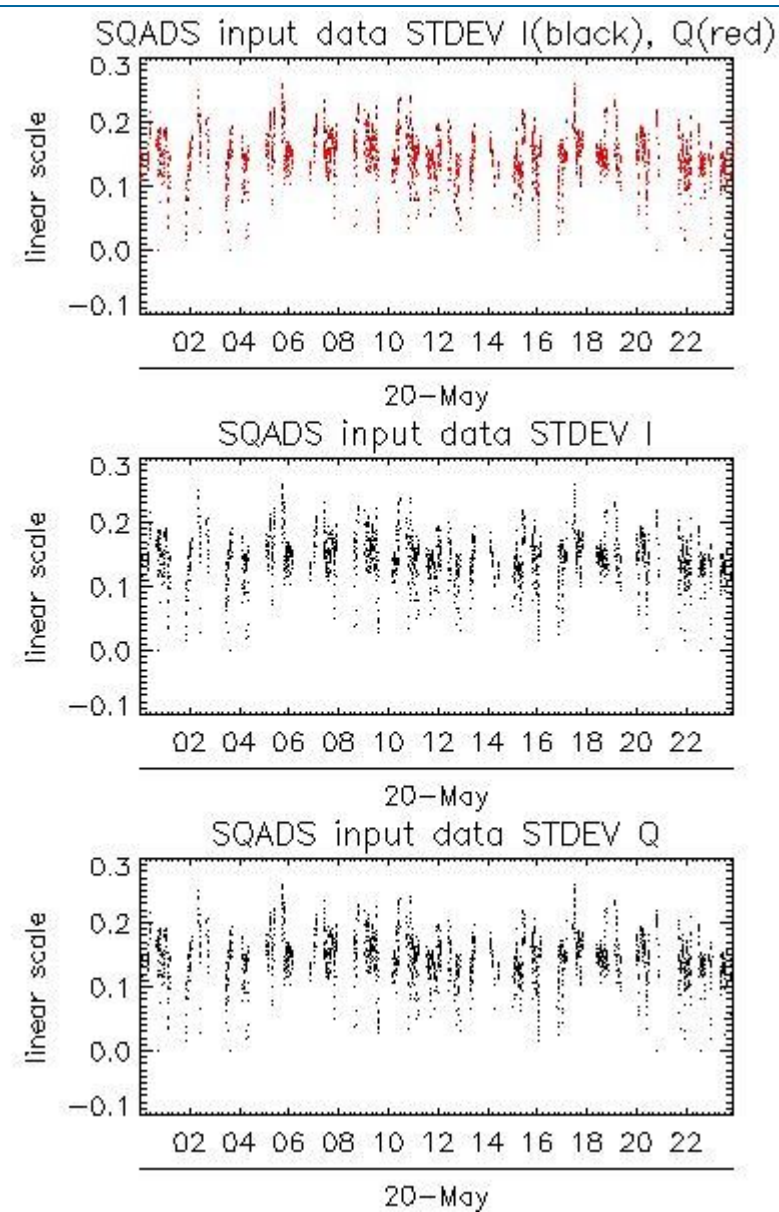 SQADS input data STDEV I(black), Q(red)
0.3
0.2
0.1
0.0
−0.1
linear scale
02 04 06 08 10 12 14 16 18 20 22
20−May
SQADS input data STDEV I
0.3
0.2
0.1
0.0
−0.1
linear scale
02 04 06 08 10 12 14 16 18 20 22
20−May
SQADS input data STDEV Q
0.3
0.2
0.1
0.0
−0.1
linear scale
02 04 06 08 10 12 14 16 18 20 22
20−May